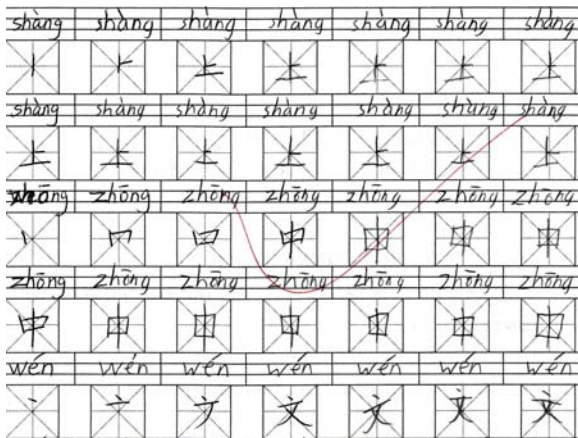 shàng shàng shàng shàng shàng shàng shàng
丨 ⺊ 上 上 上 上 上
shàng shàng shàng shàng shàng shàng shàng
上 上 上 上 上 上 上
zhōng zhōng zhōng zhōng zhōng zhōng
中 中 中 中
zhōng zhōng zhōng zhōng zhōng zhōng zhōng
中 中 中 中 中 中 中
wén wén wén wén wén wén wén
丶 亠 文 文 文 文